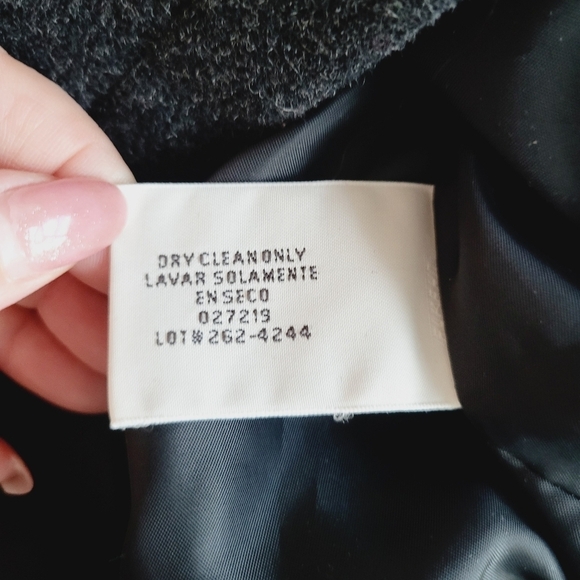 DRY CLEAN ONLY
LAVAR SOLAMENTE
EN SECO
027219
LOT# 262-4244